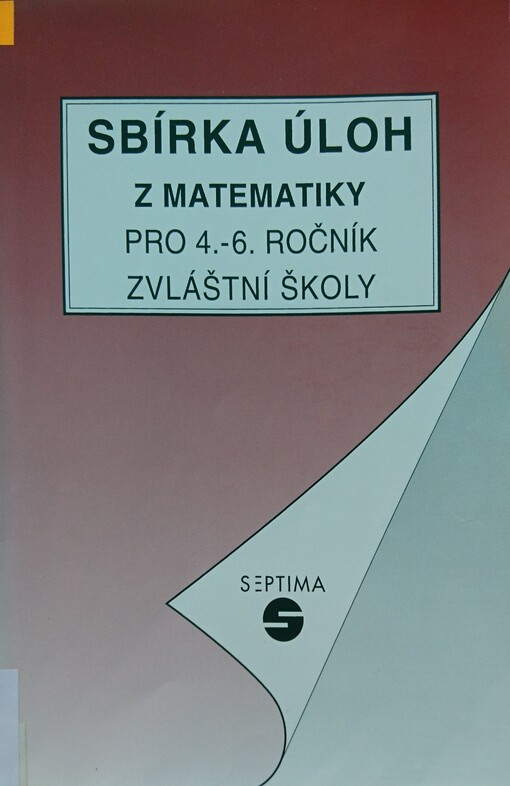 SBÍRKA ÚLOH
Z MATEMATIKY
PRO 4.-6. ROČNÍK
ZVLÁŠTNÍ ŠKOLY
SEPTIMA
S